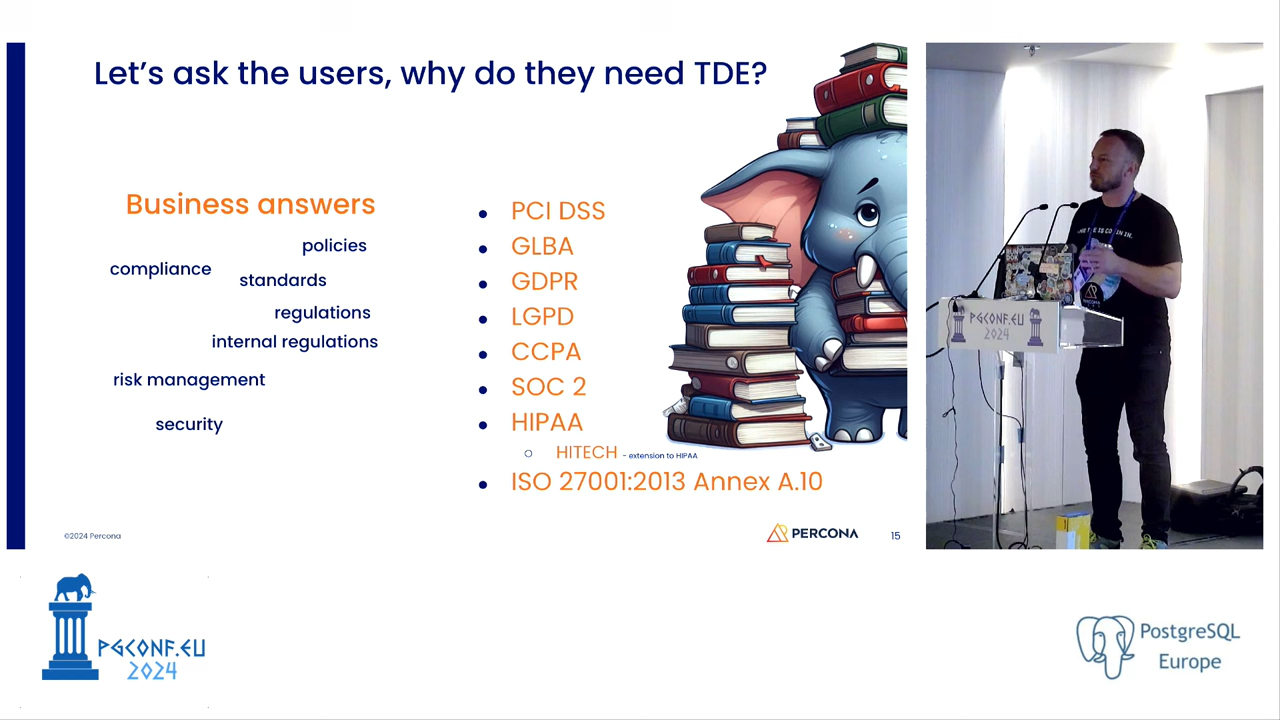 Let's ask the users, why do they need TDE?
Business answers
policies
compliance
standards
regulations
internal regulations
risk management
security
PCI DSS
GLBA
GDPR
LGPD
CCPA
SOC 2
HIPAA
HITECH - extension to HIPAA
ISO 27001:2013 Annex A.10
©2024 Percona
PERCONA
15
PGCONF.EU
2024
PERCONA
PGCONF.EU
2024
PostgreSQL
Europe